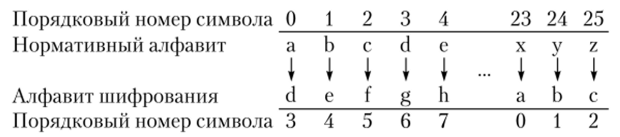 Порядковый номер символа 0 1 2 3 4 23 24 25
Нормативный алфавит a b c d e x y z
...
Алфавит шифрования d e f g h a b c
Порядковый номер символа 3 4 5 6 7 0 1 2